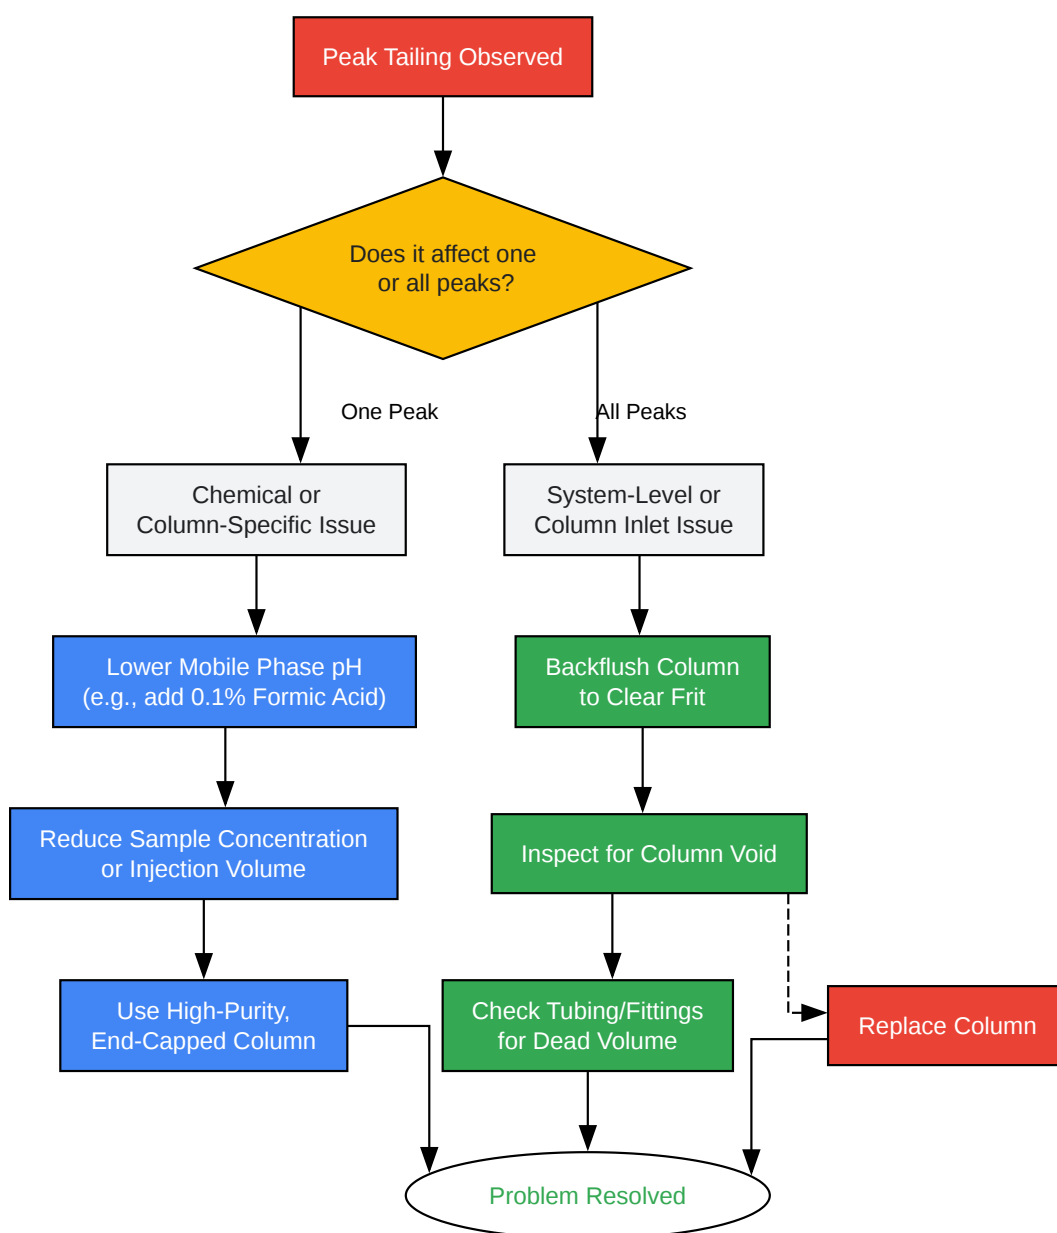 Peak Tailing Observed
Does it affect one
or all peaks?
One Peak
All Peaks
Chemical or
Column-Specific Issue
System-Level or
Column Inlet Issue
Lower Mobile Phase pH
(e.g., add 0.1% Formic Acid)
Backflush Column
to Clear Frit
Reduce Sample Concentration
or Injection Volume
Inspect for Column Void
Use High-Purity,
End-Capped Column
Check Tubing/Fittings
for Dead Volume
Replace Column
Problem Resolved